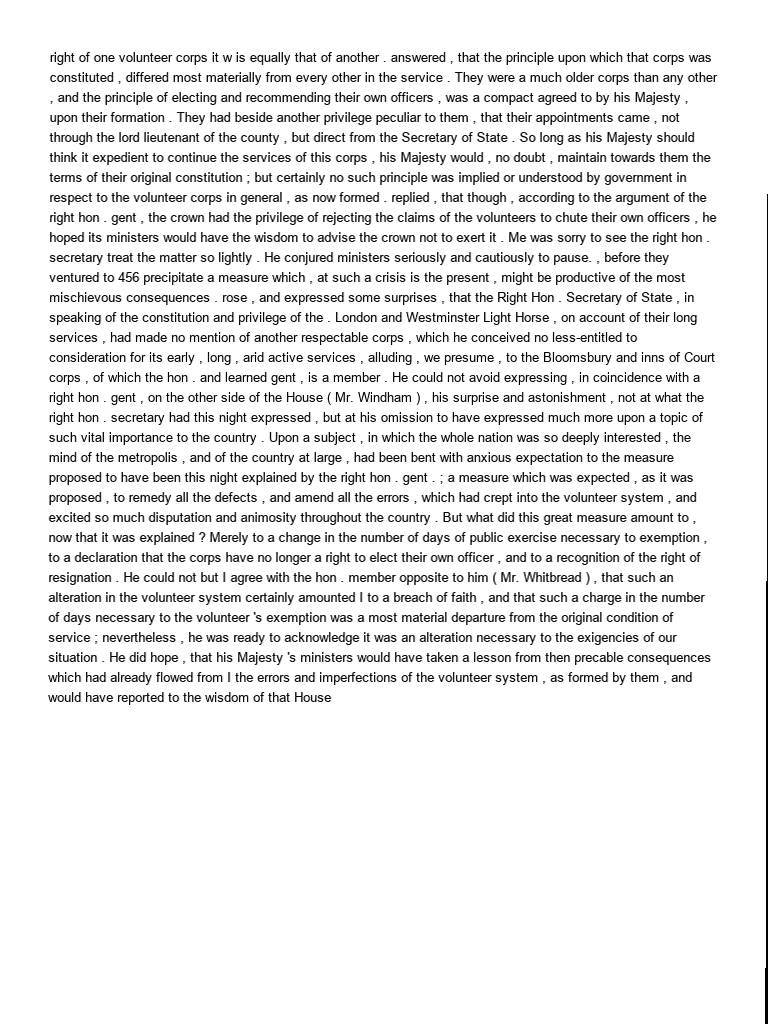 right of one volunteer corps it w is equally that of another . answered , that the principle upon which that corps was
constituted , differed most materially from every other in the service . They were a much older corps than any other
, and the principle of electing and recommending their own officers , was a compact agreed to by his Majesty ,
upon their formation . They had beside another privilege peculiar to them , that their appointments came , not
through the lord lieutenant of the county , but direct from the Secretary of State . So long as his Majesty should
think it expedient to continue the services of this corps , his Majesty would , no doubt , maintain towards them the
terms of their original constitution ; but certainly no such principle was implied or understood by government in
respect to the volunteer corps in general , as now formed . replied , that though , according to the argument of the
right hon . gent , the crown had the privilege of rejecting the claims of the volunteers to chute their own officers , he
hoped its ministers would have the wisdom to advise the crown not to exert it . Me was sorry to see the right hon .
secretary treat the matter so lightly . He conjured ministers seriously and cautiously to pause. , before they
ventured to 456 precipitate a measure which , at such a crisis is the present , might be productive of the most
mischievous consequences . rose , and expressed some surprises , that the Right Hon . Secretary of State , in
speaking of the constitution and privilege of the . London and Westminster Light Horse , on account of their long
services , had made no mention of another respectable corps , which he conceived no less-entitled to
consideration for its early , long , arid active services , alluding , we presume , to the Bloomsbury and inns of Court
corps , of which the hon . and learned gent , is a member . He could not avoid expressing , in coincidence with a
right hon . gent , on the other side of the House ( Mr. Windham ) , his surprise and astonishment , not at what the
right hon . secretary had this night expressed , but at his omission to have expressed much more upon a topic of
such vital importance to the country . Upon a subject , in which the whole nation was so deeply interested , the
mind of the metropolis , and of the country at large , had been bent with anxious expectation to the measure
proposed to have been this night explained by the right hon . gent . ; a measure which was expected , as it was
proposed , to remedy all the defects , and amend all the errors , which had crept into the volunteer system , and
excited so much disputation and animosity throughout the country . But what did this great measure amount to ,
now that it was explained ? Merely to a change in the number of days of public exercise necessary to exemption ,
to a declaration that the corps have no longer a right to elect their own officer , and to a recognition of the right of
resignation . He could not but I agree with the hon . member opposite to him ( Mr. Whitbread ) , that such an
alteration in the volunteer system certainly amounted I to a breach of faith , and that such a charge in the number
of days necessary to the volunteer 's exemption was a most material departure from the original condition of
service ; nevertheless , he was ready to acknowledge it was an alteration necessary to the exigencies of our
situation . He did hope , that his Majesty 's ministers would have taken a lesson from then precable consequences
which had already flowed from I the errors and imperfections of the volunteer system , as formed by them , and
would have reported to the wisdom of that House